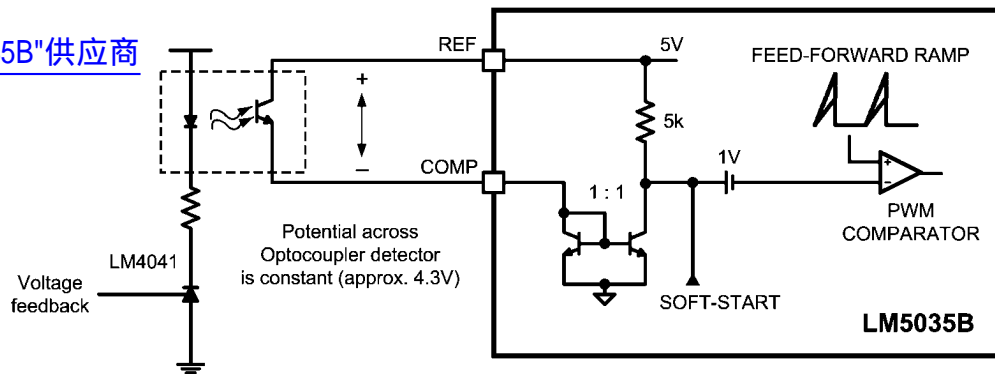 5B"供应商
REF
5V
FEED-FORWARD RAMP
5k
1V
+
−
COMP
1 : 1
+
−
PWM
COMPARATOR
Potential across
Optocoupler detector
is constant (approx. 4.3V)
LM4041
Voltage
feedback
SOFT-START
LM5035B